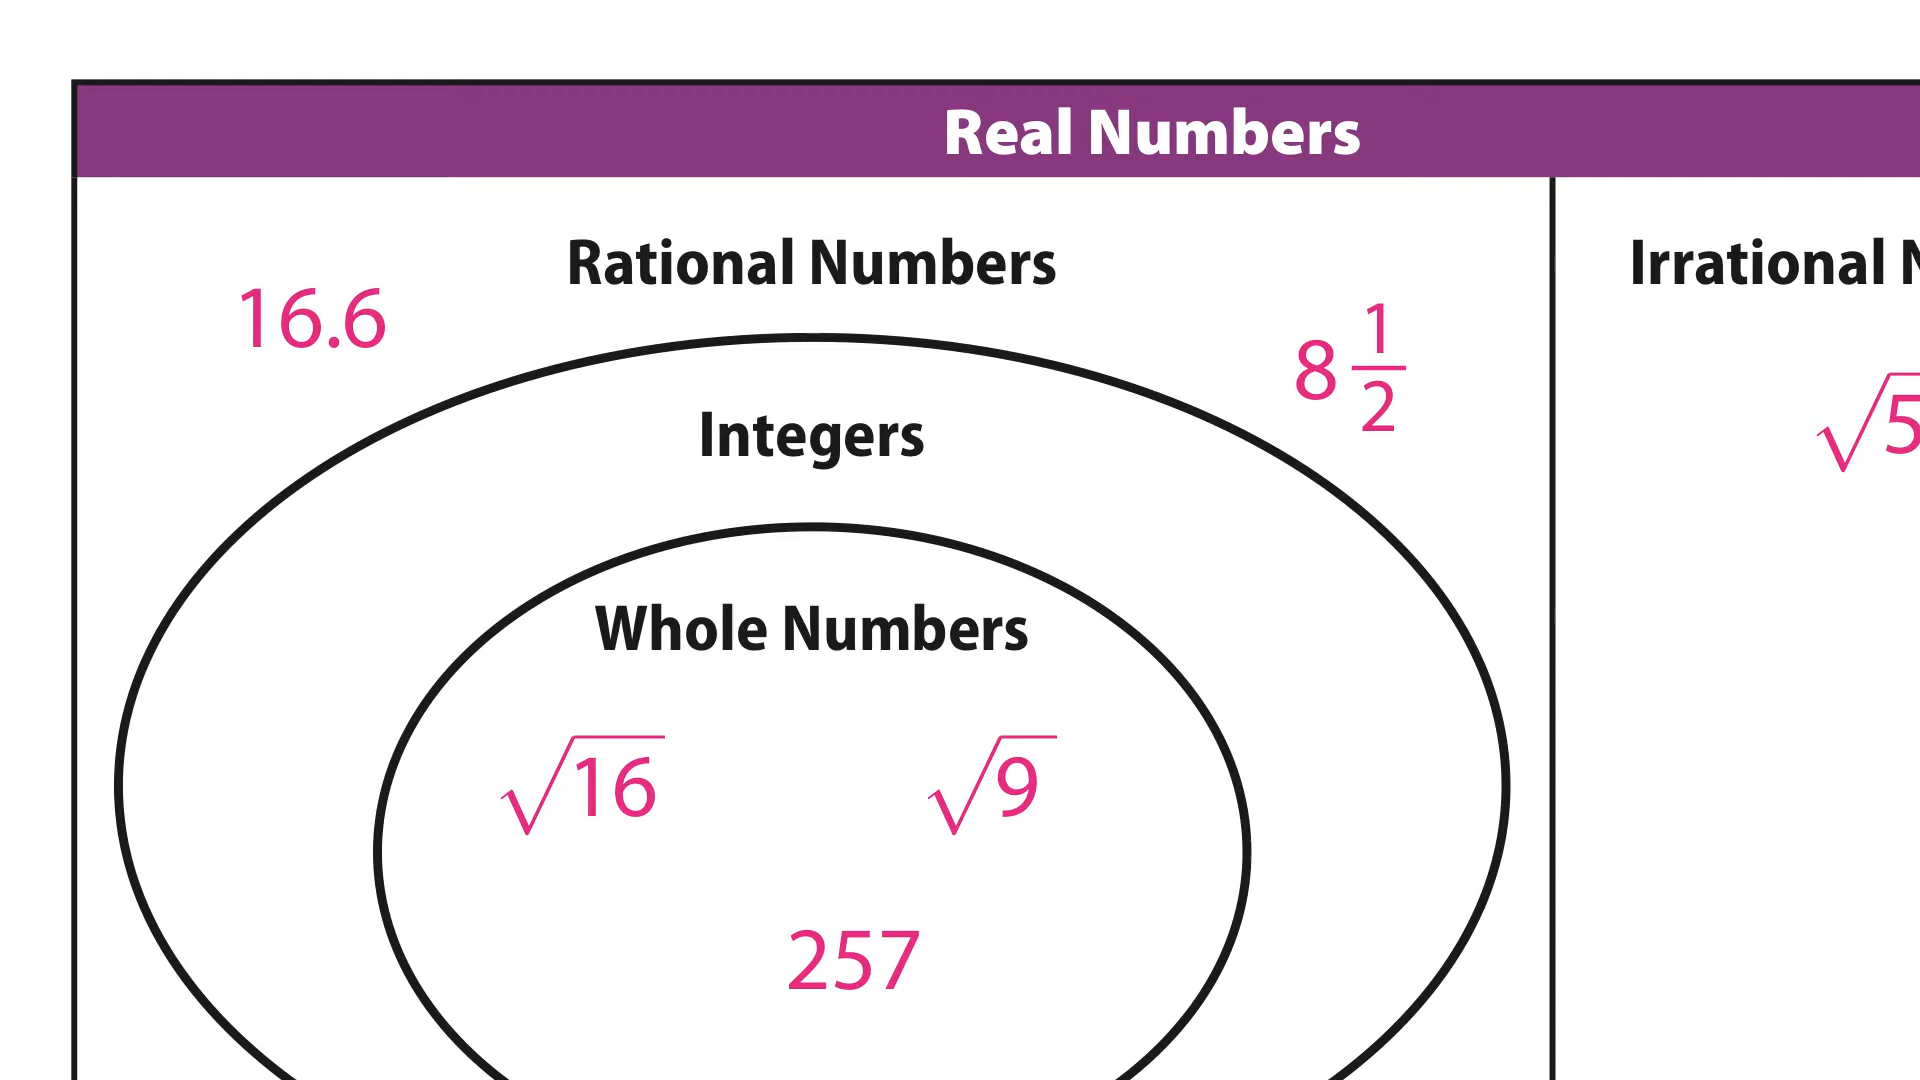 Real Numbers
Rational Numbers
Irrational
16.6
8 1/2
√5
Integers
Whole Numbers
√16 √9
257